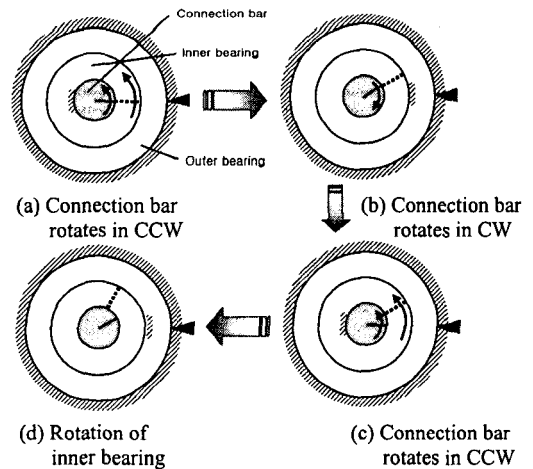 Connection bar
Inner bearing
Outer bearing
(a) Connection bar
rotates in CCW
(b) Connection bar
rotates in CW
(d) Rotation of
inner bearing
(c) Connection bar
rotates in CCW